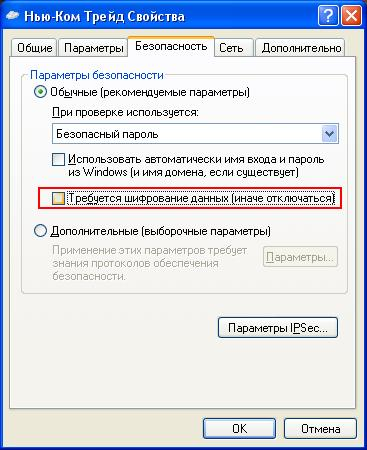 Нью-Ком Трейд Свойства
Общие Параметры Безопасность Сеть Дополнительно
Параметры безопасности
Обычные (рекомендуемые параметры)
При проверке используется:
Безопасный пароль
Использовать автоматически имя входа и пароль
из Windows (и имя домена, если существует)
Требуется шифрование данных (иначе отключаться)
Дополнительные (выборочные параметры)
Применение этих параметров требует
знания протоколов обеспечения
безопасности.
Параметры...
Параметры IPSec...
OK Отмена